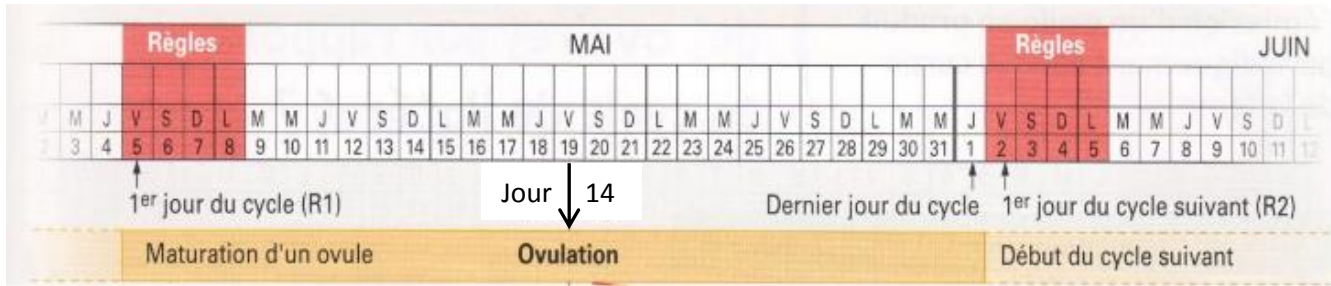 Règles MAI Règles JUIN
M J V S D L M M J V S D L M M J V S D L M M J V S D L M M J V S D L M M J V S D L
2 3 4 5 6 7 8 9 10 11 12 13 14 15 16 17 18 19 20 21 22 23 24 25 26 27 28 29 30 31 1 2 3 4 5 6 7 8 9 10 11 12
1er jour du cycle (R1) Jour 14 Dernier jour du cycle 1er jour du cycle suivant (R2)
Maturation d'un ovule Ovulation Début du cycle suivant